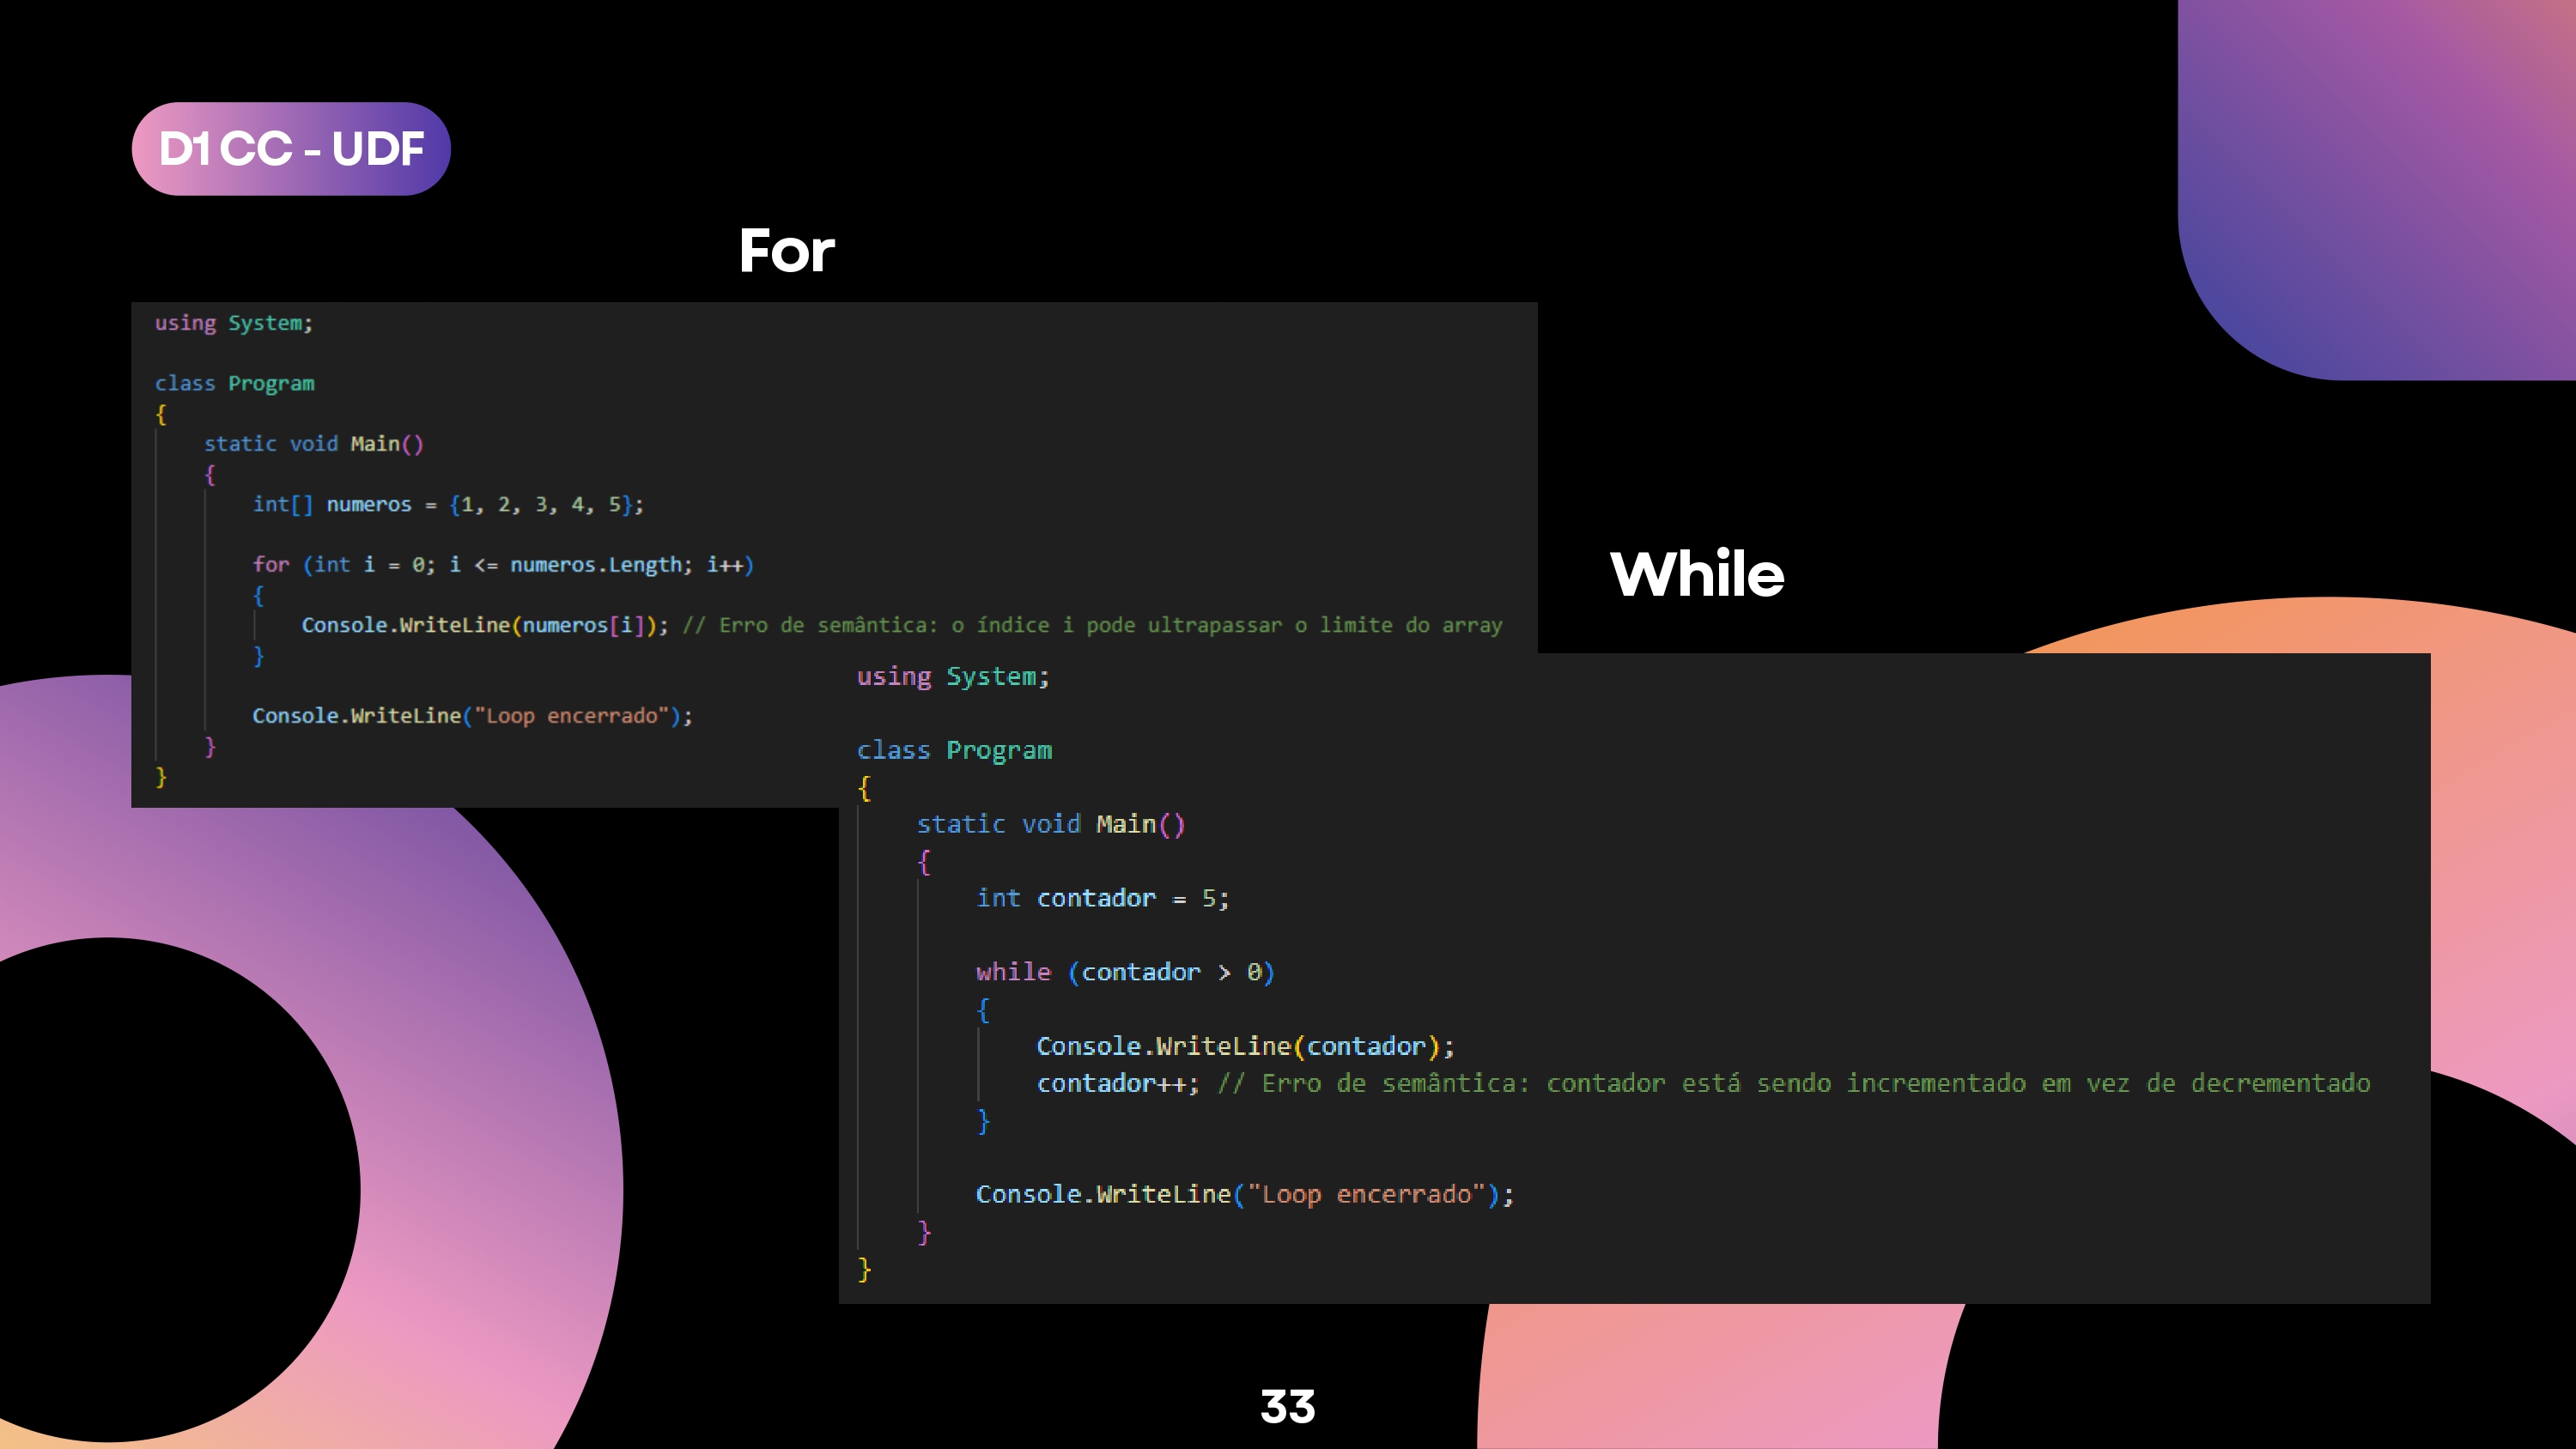 D1 CC - UDF
For
using System;
class Program
{
static void Main()
{
int[] numeros = {1, 2, 3, 4, 5};
for (int i = 0; i <= numeros.Length; i++)
{
Console.WriteLine(numeros[i]); // Erro de semântica: o índice i pode ultrapassar o limite do array
}
Console.WriteLine("Loop encerrado");
}
}
While
using System;
class Program
{
static void Main()
{
int contador = 5;
while (contador > 0)
{
Console.WriteLine(contador);
contador++; // Erro de semântica: contador está sendo incrementado em vez de decrementado
}
Console.WriteLine("Loop encerrado");
}
}
33